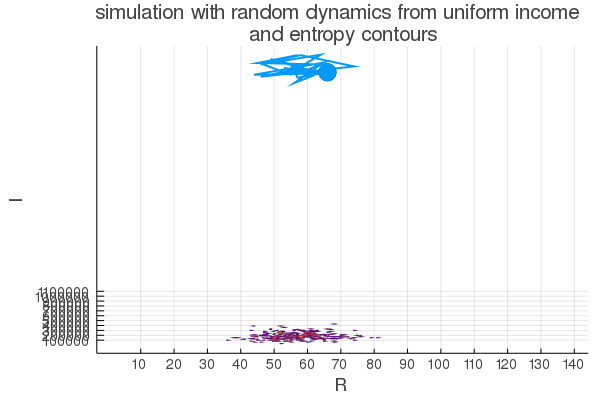 simulation with random dynamics from uniform income
and entropy contours
I
1100000
100000
10 20 30 40 50 60 70 80 90 100 110 120 130 140
R